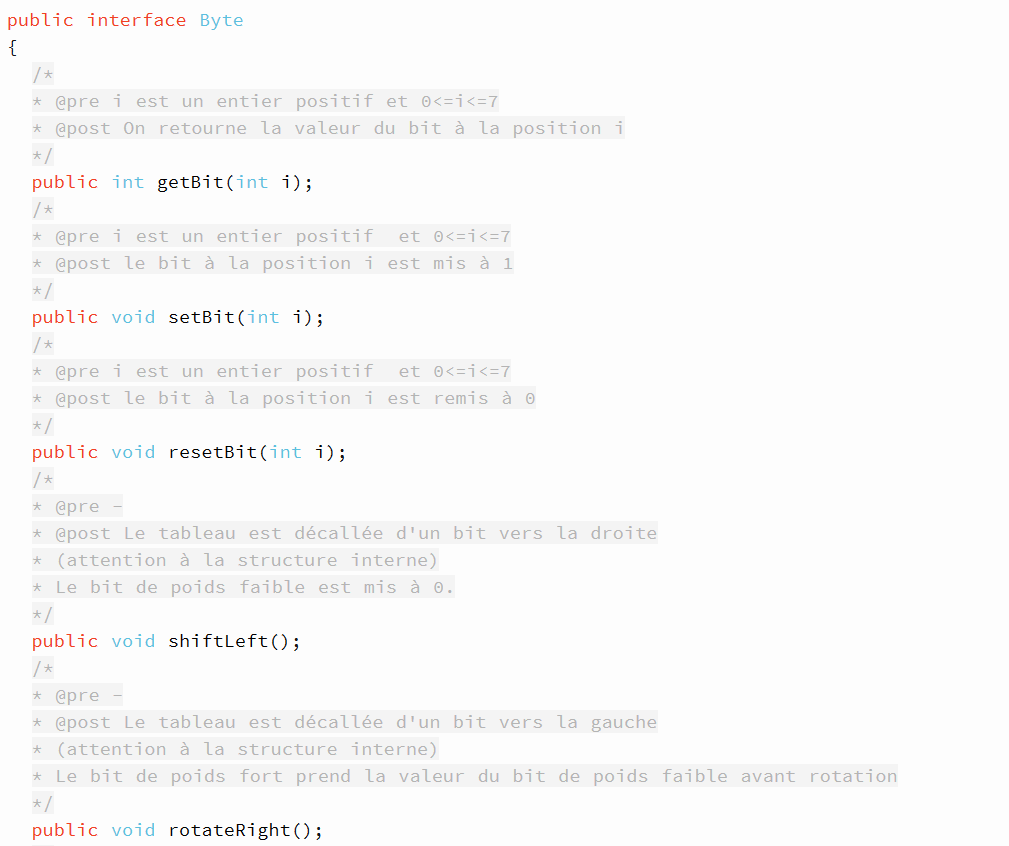 public interface Byte
{
/*
* @pre i est un entier positif et 0<=i<=7
* @post On retourne la valeur du bit à la position i
*/
public int getBit(int i);
/*
* @pre i est un entier positif  et 0<=i<=7
* @post le bit à la position i est mis à 1
*/
public void setBit(int i);
/*
* @pre i est un entier positif  et 0<=i<=7
* @post le bit à la position i est remis à 0
*/
public void resetBit(int i);
/*
* @pre -
* @post Le tableau est décallée d'un bit vers la droite
* (attention à la structure interne)
* Le bit de poids faible est mis à 0.
*/
public void shiftLeft();
/*
* @pre -
* @post Le tableau est décallée d'un bit vers la gauche
* (attention à la structure interne)
* Le bit de poids fort prend la valeur du bit de poids faible avant rotation
*/
public void rotateRight();